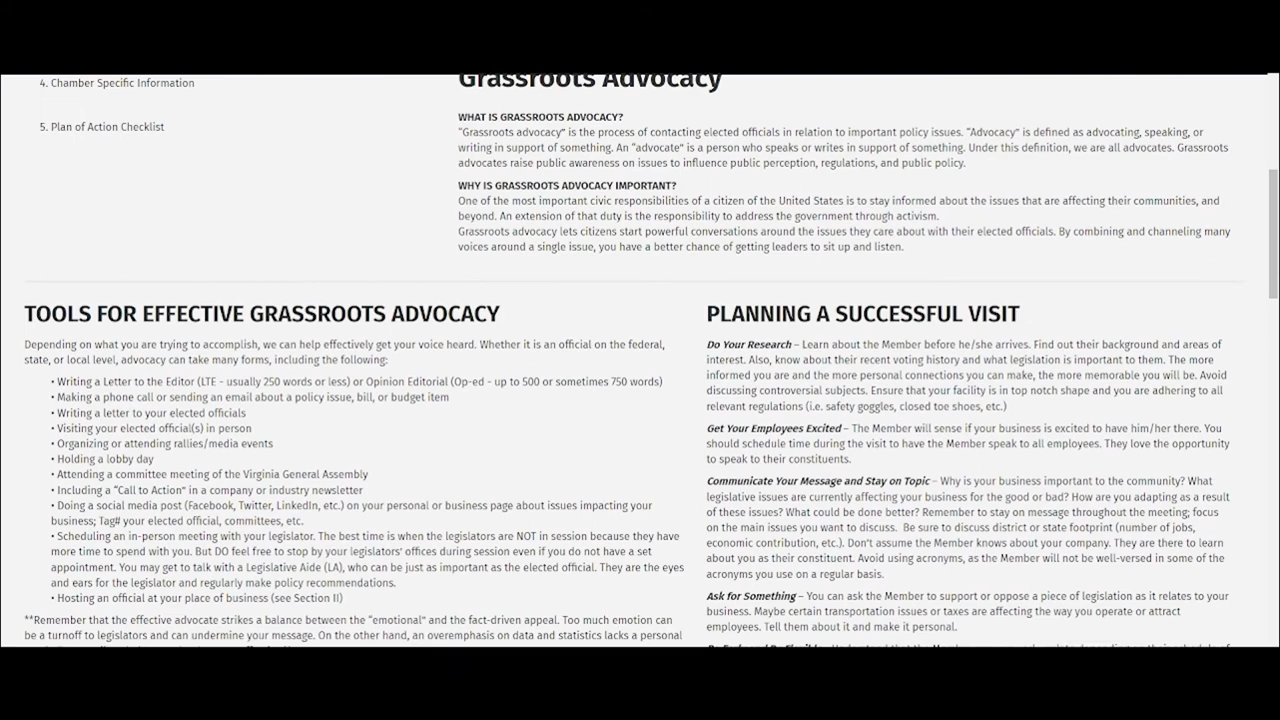 4. Chamber Specific Information
5. Plan of Action Checklist
Grassroots Advocacy
WHAT IS GRASSROOTS ADVOCACY?
“Grassroots advocacy” is the process of contacting elected officials in relation to important policy issues. “Advocacy” is defined as advocating, speaking, or
writing in support of something. An “advocate” is a person who speaks or writes in support of something. Under this definition, we are all advocates. Grassroots
advocates raise public awareness on issues to influence public perception, regulations, and public policy.
WHY IS GRASSROOTS ADVOCACY IMPORTANT?
One of the most important civic responsibilities of a citizen of the United States is to stay informed about the issues that are affecting their communities, and
beyond. An extension of that duty is the responsibility to address the government through activism.
Grassroots advocacy lets citizens start powerful conversations around the issues they care about with their elected officials. By combining and channeling many
voices around a single issue, you have a better chance of getting leaders to sit up and listen.
TOOLS FOR EFFECTIVE GRASSROOTS ADVOCACY
Depending on what you are trying to accomplish, we can help effectively get your voice heard. Whether it is an official on the federal,
state, or local level, advocacy can take many forms, including the following:
• Writing a Letter to the Editor (LTE - usually 250 words or less) or Opinion Editorial (Op-ed - up to 500 or sometimes 750 words)
• Making a phone call or sending an email about a policy issue, bill, or budget item
• Writing a letter to your elected officials
• Visiting your elected official(s) in person
• Organizing or attending rallies/media events
• Holding a lobby day
• Attending a committee meeting of the Virginia General Assembly
• Including a “Call to Action” in a company or industry newsletter
• Doing a social media post (Facebook, Twitter, LinkedIn, etc.) on your personal or business page about issues impacting your
business; Tag# your elected official, committees, etc.
• Scheduling an in-person meeting with your legislator. The best time is when the legislators are NOT in session because they have
more time to spend with you. But DO feel free to stop by your legislators’ offices during session even if you do not have a set
appointment. You may get to talk with a Legislative Aide (LA), who can be just as important as the elected official. They are the eyes
and ears for the legislator and regularly make policy recommendations.
• Hosting an official at your place of business (see Section II)
**Remember that the effective advocate strikes a balance between the “emotional” and the fact-driven appeal. Too much emotion can
be a turnoff to legislators and can undermine your message. On the other hand, an overemphasis on data and statistics lacks a personal
PLANNING A SUCCESSFUL VISIT
Do Your Research – Learn about the Member before he/she arrives. Find out their background and areas of
interest. Also, know about their recent voting history and what legislation is important to them. The more
informed you are and the more personal connections you can make, the more memorable you will be. Avoid
discussing controversial subjects. Ensure that your facility is in top notch shape and you are adhering to all
relevant regulations (i.e. safety goggles, closed toe shoes, etc.)
Get Your Employees Excited – The Member will sense if your business is excited to have him/her there. You
should schedule time during the visit to have the Member speak to all employees. They love the opportunity
to speak to their constituents.
Communicate Your Message and Stay on Topic – Why is your business important to the community? What
legislative issues are currently affecting your business for the good or bad? How are you adapting as a result
of these issues? What could be done better? Remember to stay on message throughout the meeting; focus
on the main issues you want to discuss. Be sure to discuss district or state footprint (number of jobs,
economic contribution, etc.). Don’t assume the Member knows about your company. They are there to learn
about you as their constituent. Avoid using acronyms, as the Member will not be well-versed in some of the
acronyms you use on a regular basis.
Ask for Something – You can ask the Member to support or oppose a piece of legislation as it relates to your
business. Maybe certain transportation issues or taxes are affecting the way you operate or attract
employees. Tell them about it and make it personal.